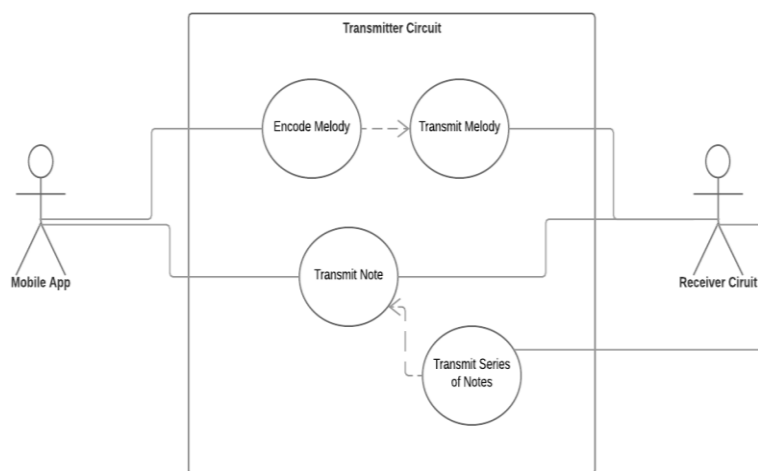 Transmitter Circuit
Encode Melody
Transmit Melody
Mobile App
Transmit Note
Receiver Ciruit
Transmit Series
of Notes